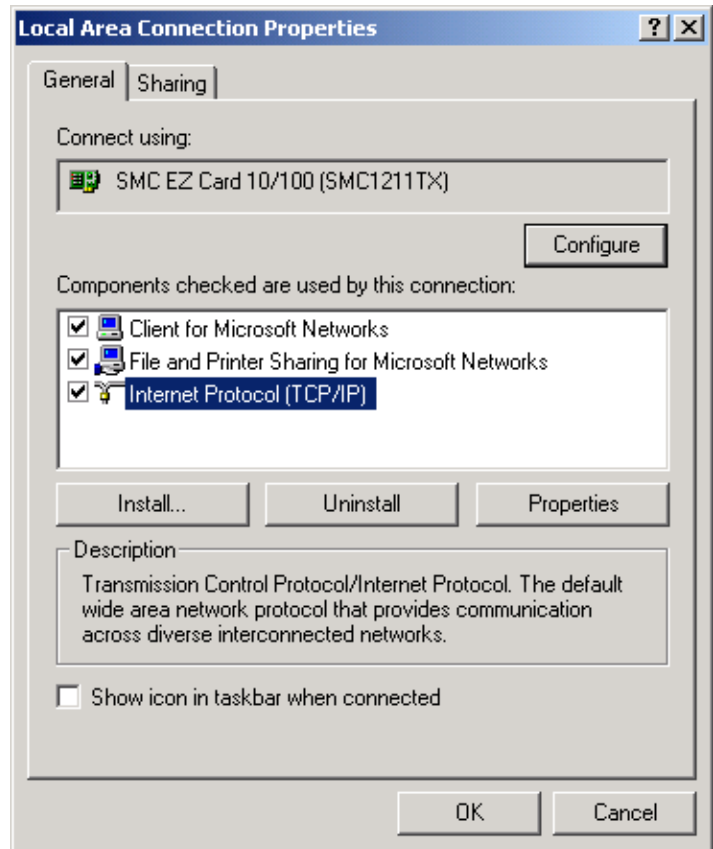 Local Area Connection Properties
General Sharing
Connect using:
SMC EZ Card 10/100 (SMC1211TX)
Configure
Components checked are used by this connection:
Client for Microsoft Networks
File and Printer Sharing for Microsoft Networks
Internet Protocol (TCP/IP)
Install... Uninstall Properties
Description
Transmission Control Protocol/Internet Protocol. The default
wide area network protocol that provides communication
across diverse interconnected networks.
Show icon in taskbar when connected
OK Cancel